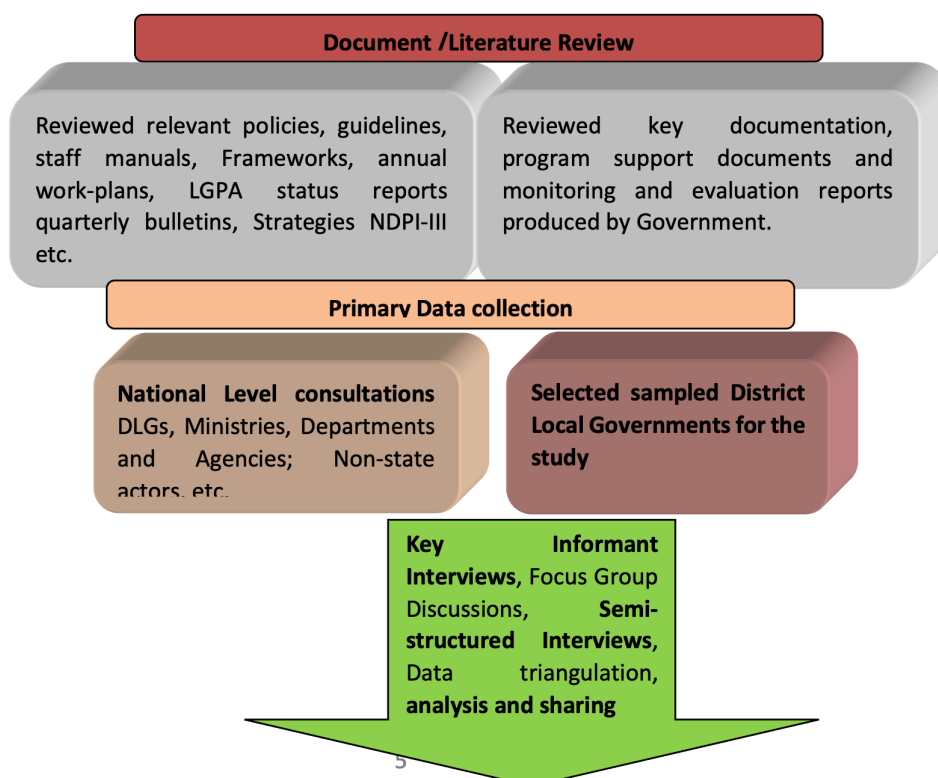 Document /Literature Review
Reviewed relevant policies, guidelines,
staff manuals, Frameworks, annual
work-plans, LGPA status reports
quarterly bulletins, Strategies NDPI-III
etc.
Reviewed key documentation,
program support documents and
monitoring and evaluation reports
produced by Government.
Primary Data collection
National Level consultations
DLGs, Ministries, Departments
and Agencies; Non-state
actors, etc.
Selected sampled District
Local Governments for the
study
Key Informant
Interviews, Focus Group
Discussions, Semi-
structured Interviews,
Data triangulation,
analysis and sharing
5